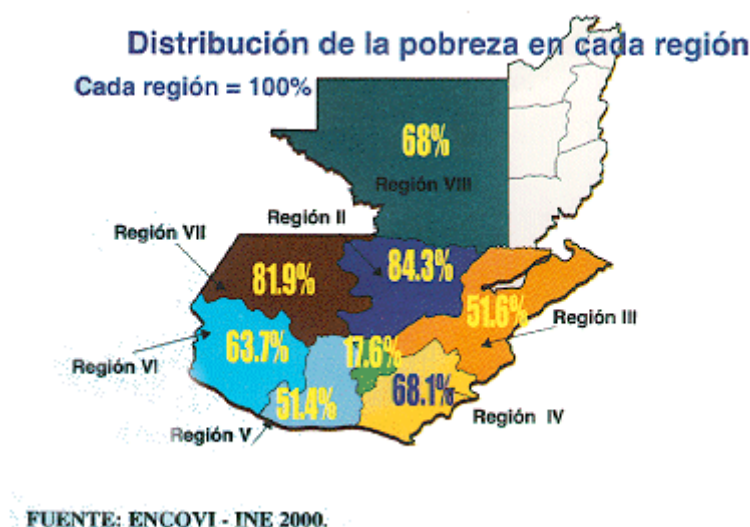 Distribución de la pobreza en cada región
Cada región = 100%
68%
Región VIII
Región II
Región VII
81.9%
84.3%
51.6%
Región III
63.7%
17.6%
Región VI
68.1%
51.4%
Región IV
Región V
FUENTE: ENCOVI - INE 2000.